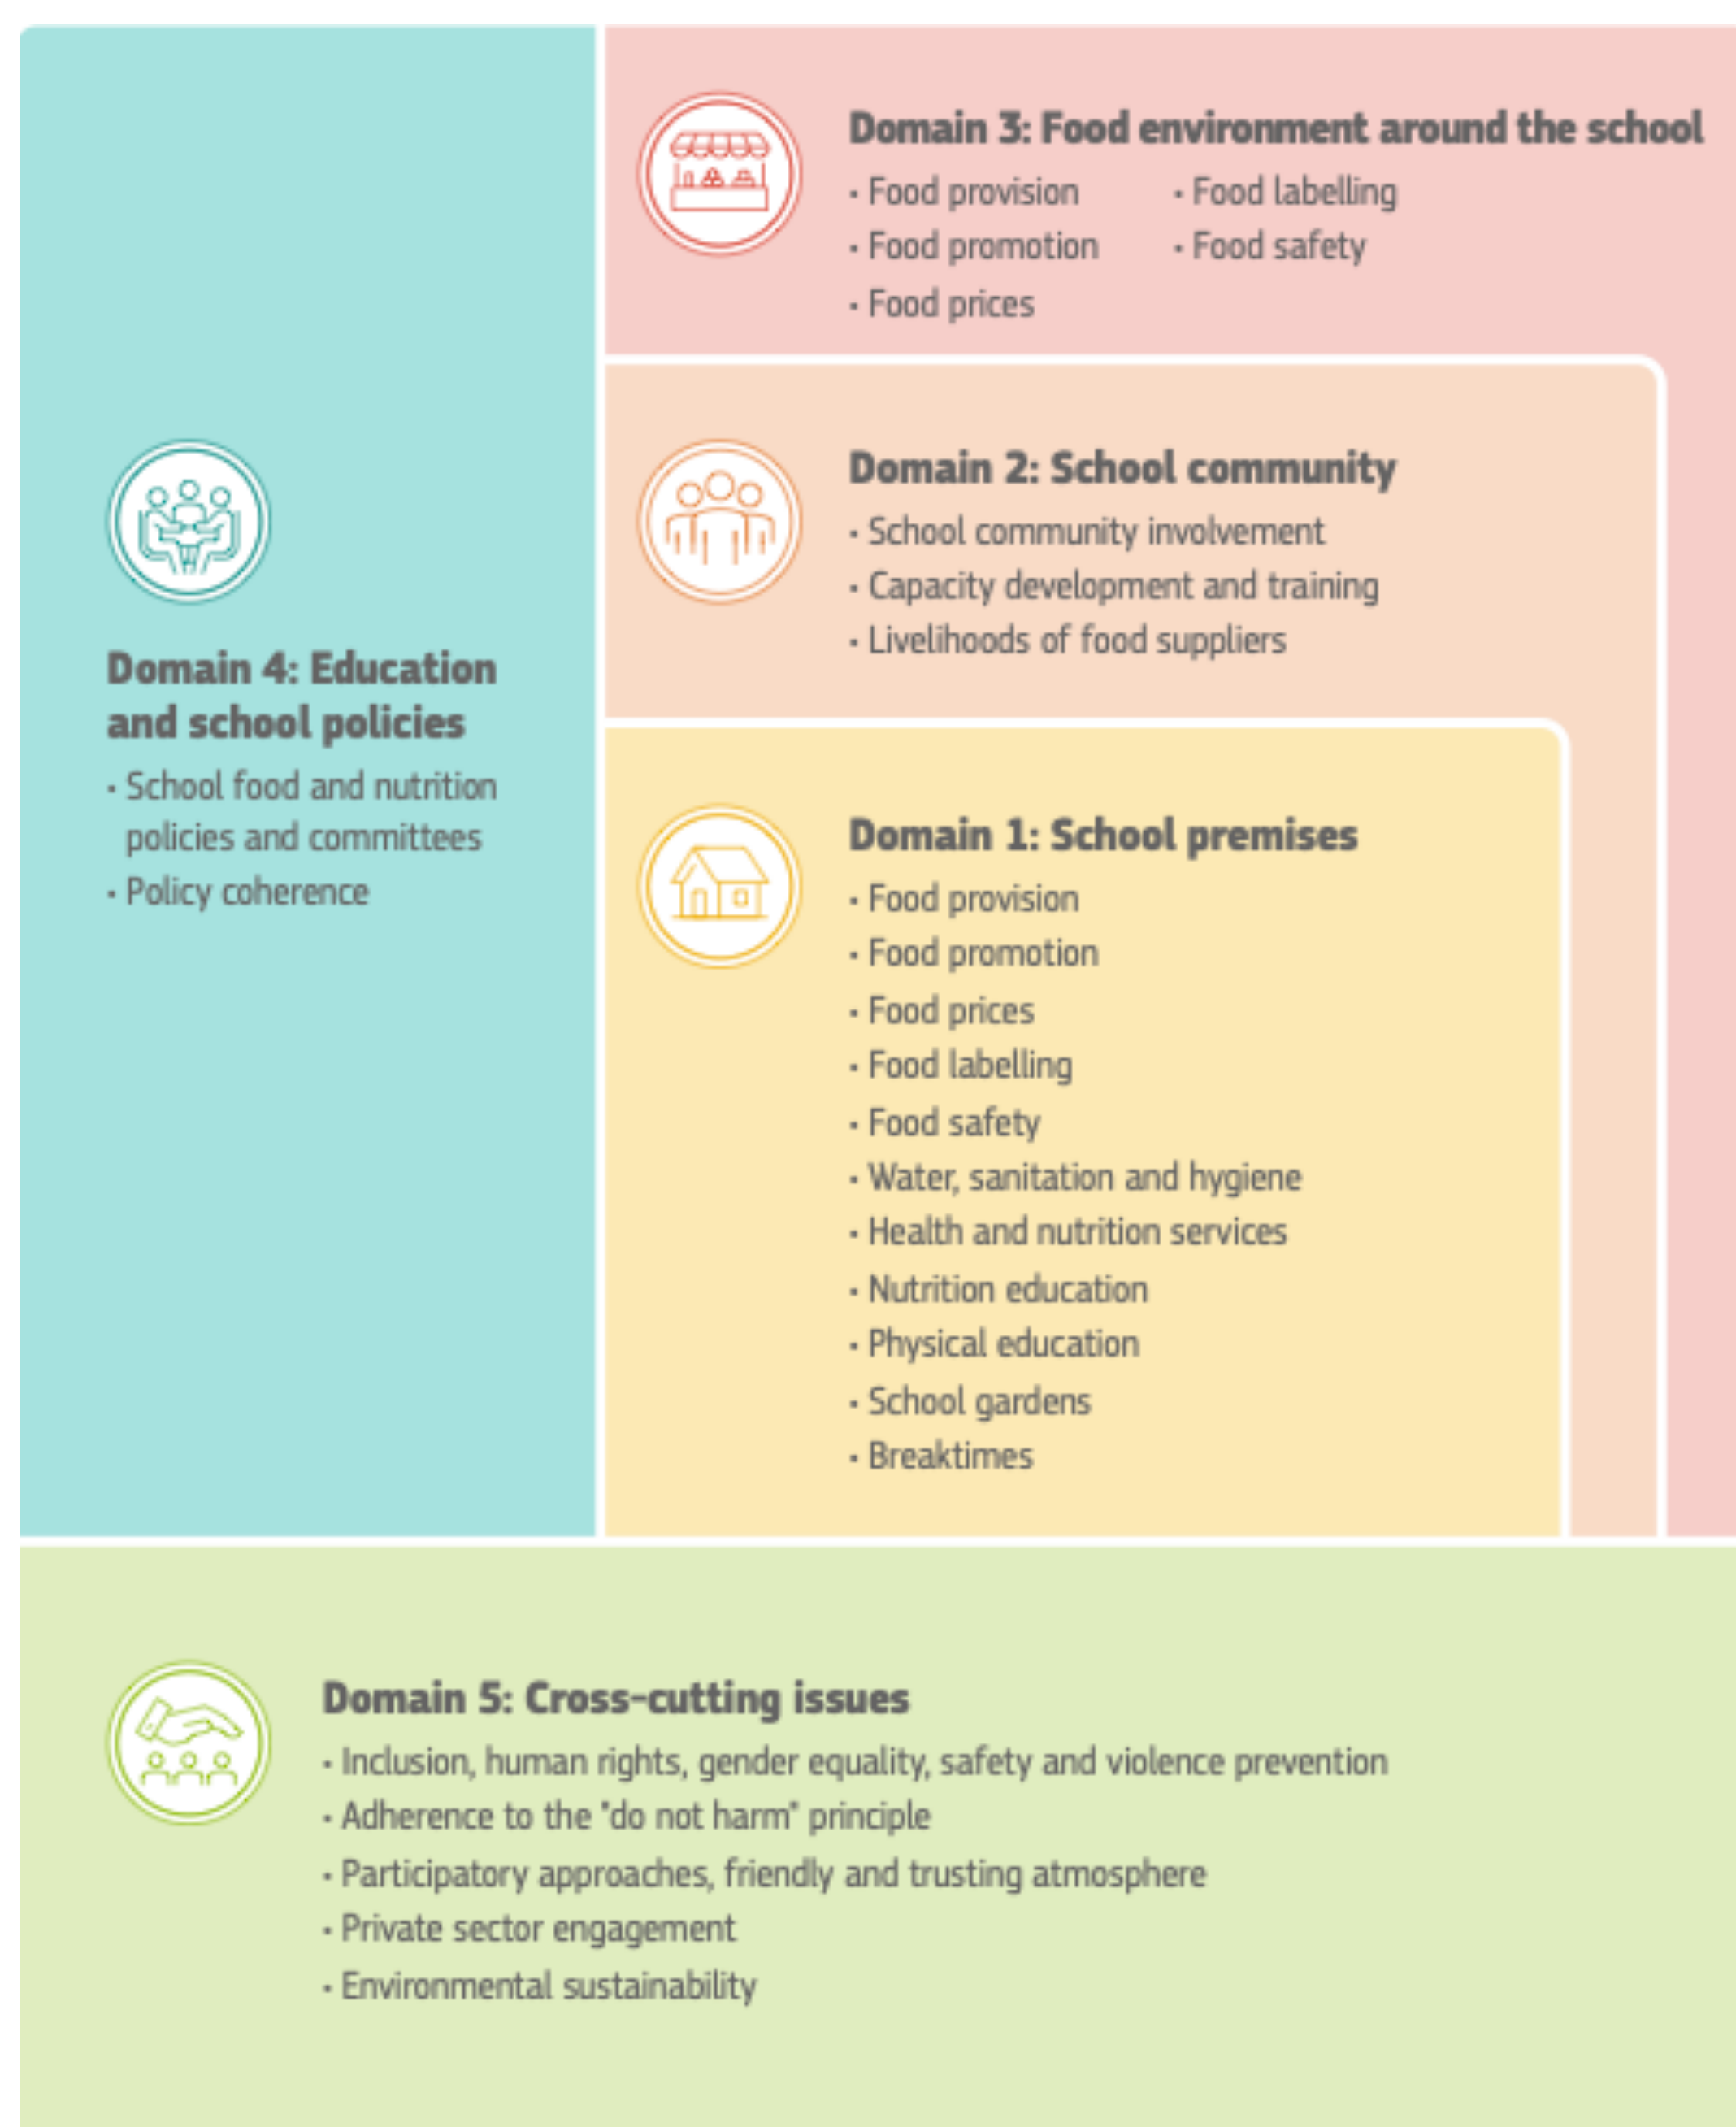 Domain 3: Food environment around the school
· Food provision
· Food promotion
· Food prices
· Food labelling
· Food safety
Domain 2: School community
· School community involvement
· Capacity development and training
· Livelihoods of food suppliers
Domain 4: Education
and school policies
· School food and nutrition
policies and committees
· Policy coherence
Domain 1: School premises
· Food provision
· Food promotion
· Food prices
· Food labelling
· Food safety
· Water, sanitation and hygiene
· Health and nutrition services
· Nutrition education
· Physical education
· School gardens
· Breaktimes
Domain 5: Cross-cutting issues
· Inclusion, human rights, gender equality, safety and violence prevention
· Adherence to the "do not harm" principle
· Participatory approaches, friendly and trusting atmosphere
· Private sector engagement
· Environmental sustainability